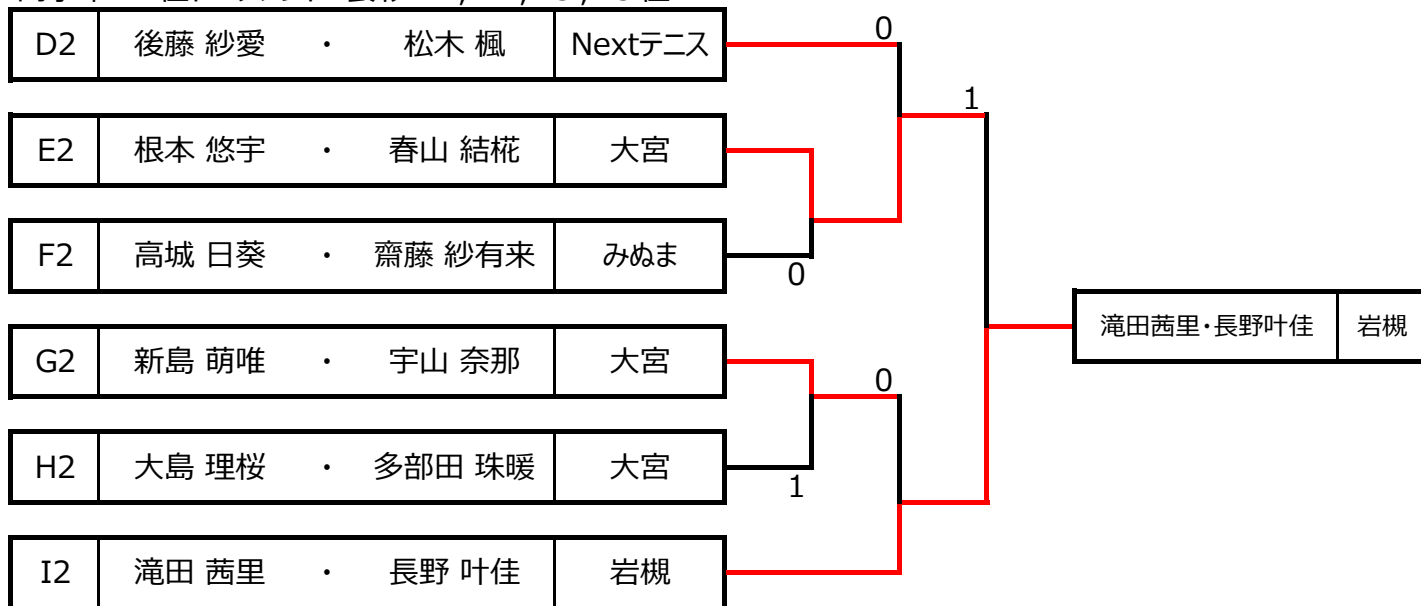 D2 後藤 紗愛 ・ 松木 楓 Nextテニス
0
1
E2 根本 悠宇 ・ 春山 結椛 大宮
F2 高城 日葵 ・ 齋藤 紗有来 みぬま
0
滝田茜里・長野叶佳 岩槻
G2 新島 萌唯 ・ 宇山 奈那 大宮
0
H2 大島 理桜 ・ 多部田 珠暖 大宮
1
I2 滝田 茜里 ・ 長野 叶佳 岩槻